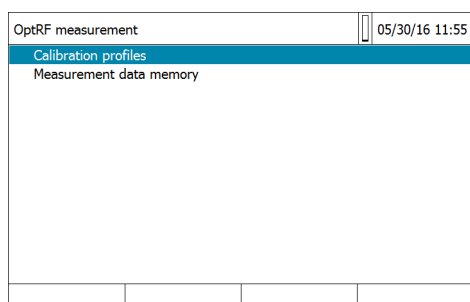 OptRF measurement 05/30/16 11:55
Calibration profiles
Measurement data memory